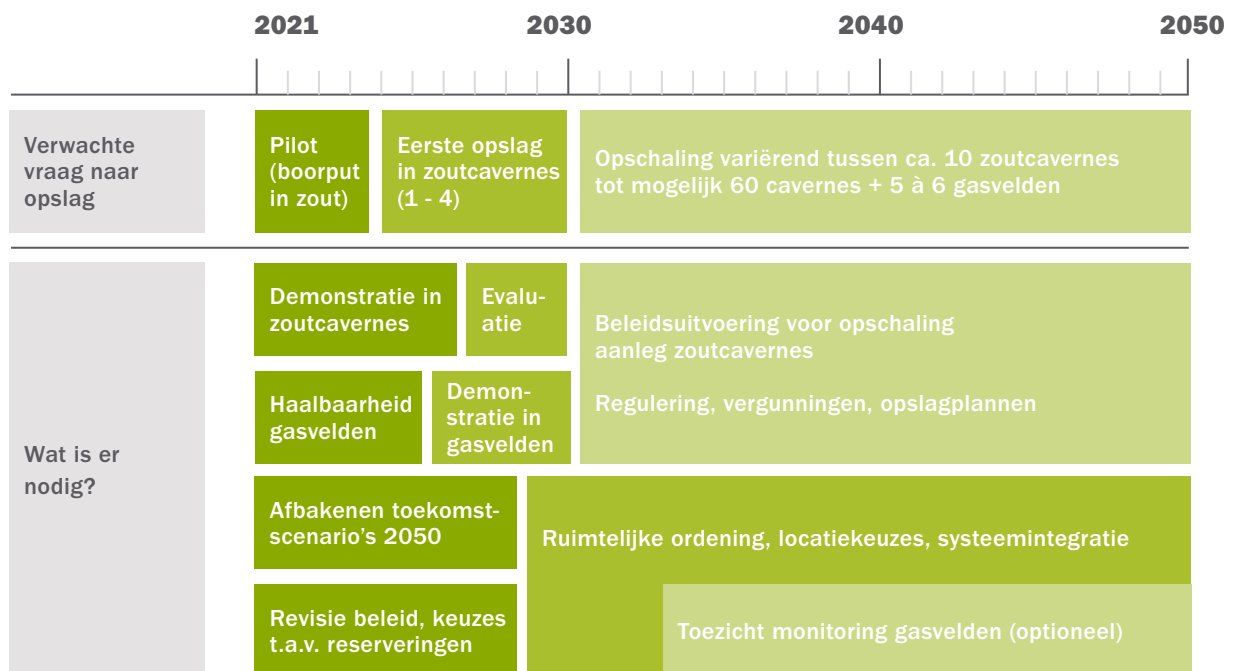 2021 2030 2040 2050
Verwachte
vraag naar
opslag
Pilot
(boorput
in zout)
Eerste opslag
in zoutcavernes
(1 - 4)
Opschaling variërend tussen ca. 10 zoutcavernes
tot mogelijk 60 cavernes + 5 à 6 gasvelden
Wat is er
nodig?
Demonstratie in
zoutcavernes
Evalu-
atie
Beleidsuitvoering voor opschaling
aanleg zoutcavernes
Regulering, vergunningen, opslagplannen
Haalbaarheid
gasvelden
Demon-
stratie in
gasvelden
Afbakenen toekomst-
scenario's 2050
Ruimtelijke ordening, locatiekeuzes, systeemintegratie
Revisie beleid, keuzes
t.a.v. reserveringen
Toezicht monitoring gasvelden (optioneel)